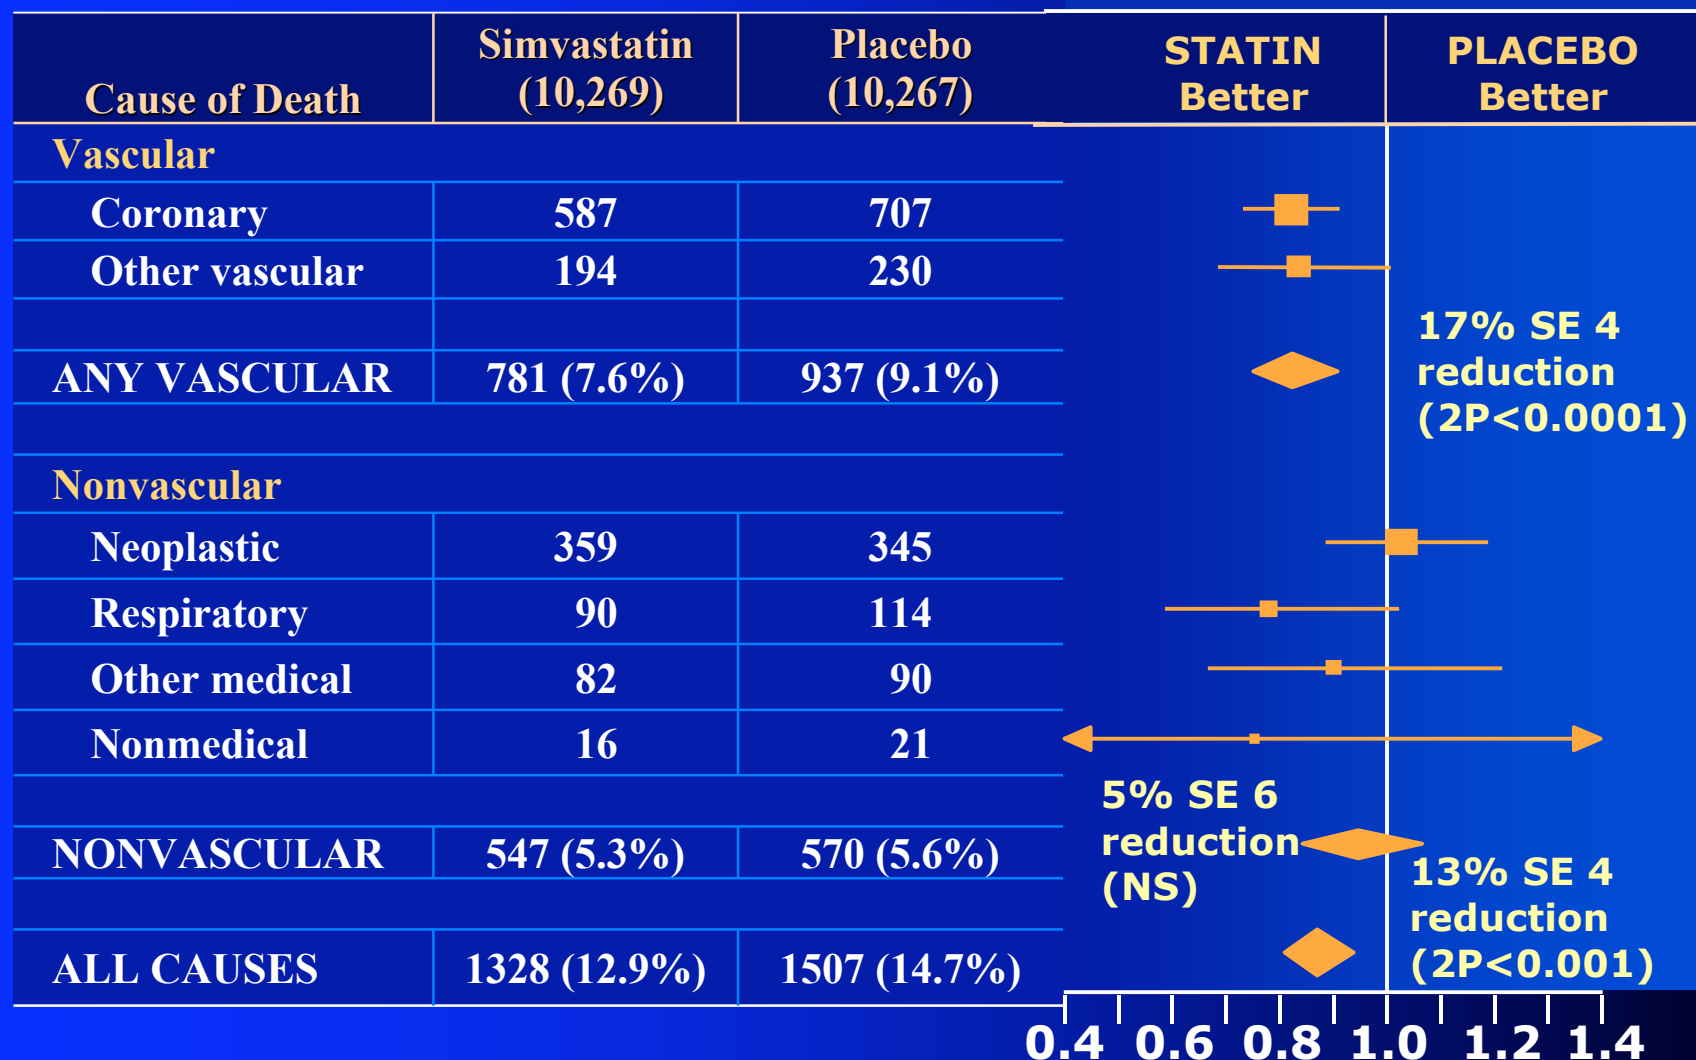 Cause of Death
Simvastatin
(10,269)
Placebo
(10,267)
STATIN
Better
PLACEBO
Better
Vascular
Coronary 587 707
Other vascular 194 230
ANY VASCULAR 781 (7.6%) 937 (9.1%)
17% SE 4
reduction
(2P<0.0001)
Nonvascular
Neoplastic 359 345
Respiratory 90 114
Other medical 82 90
Nonmedical 16 21
5% SE 6
reduction
(NS)
NONVASCULAR 547 (5.3%) 570 (5.6%)
13% SE 4
reduction
(2P<0.001)
ALL CAUSES 1328 (12.9%) 1507 (14.7%)
0.4 0.6 0.8 1.0 1.2 1.4